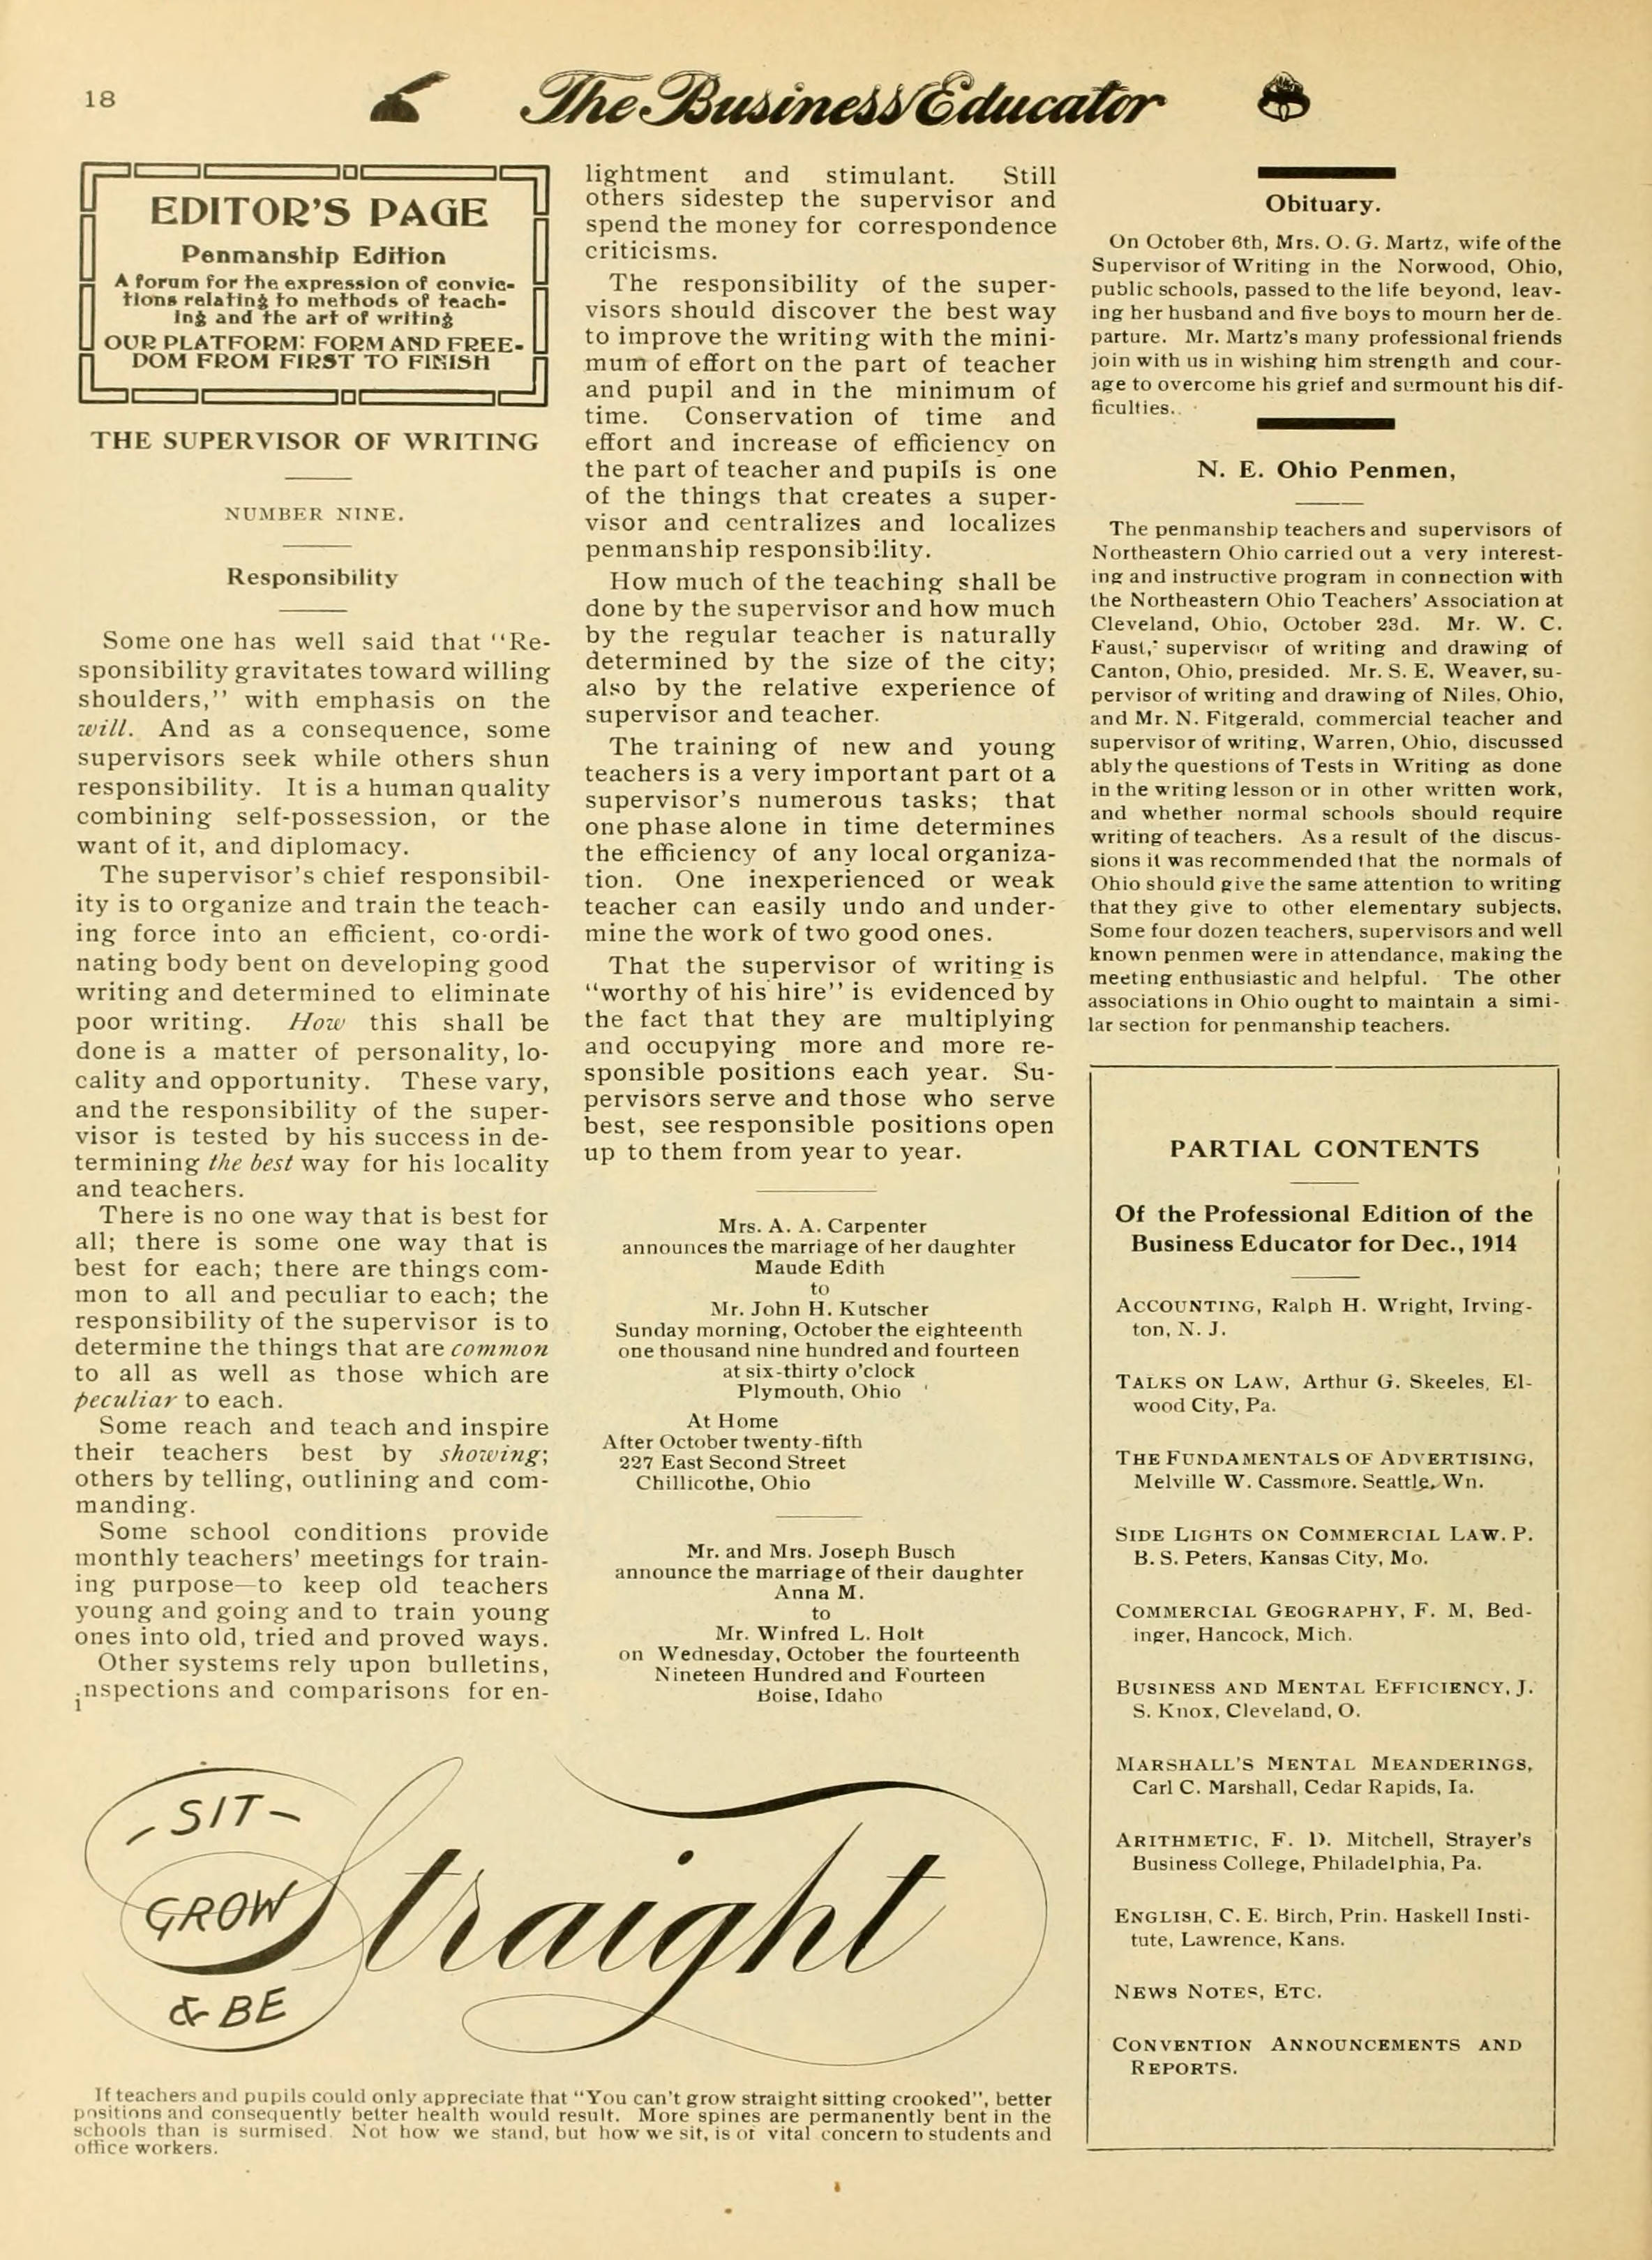 18
The Business Educator
EDITOR'S PAGE
Penmanship Edition
A forum for the expression of convic-
tions relating to methods of teach-
ing and the art of writing
OUR PLATFORM: FORM AND FREE-
DOM FROM FIRST TO FINISH
THE SUPERVISOR OF WRITING
NUMBER NINE.
Responsibility
Some one has well said that "Re-
sponsibility gravitates toward willing
shoulders," with emphasis on the
will. And as a consequence, some
supervisors seek while others shun
responsibility. It is a human quality
combining self-possession, or the
want of it, and diplomacy.
The supervisor's chief responsibil-
ity is to organize and train the teach-
ing force into an efficient, co-ordi-
nating body bent on developing good
writing and determined to eliminate
poor writing. How this shall be
done is a matter of personality, lo-
cality and opportunity. These vary,
and the responsibility of the super-
visor is tested by his success in de-
termining the best way for his locality
and teachers.
There is no one way that is best for
all; there is some one way that is
best for each; there are things com-
mon to all and peculiar to each; the
responsibility of the supervisor is to
determine the things that are common
to all as well as those which are
peculiar to each.
Some reach and teach and inspire
their teachers best by showing;
others by telling, outlining and com-
manding.
Some school conditions provide
monthly teachers' meetings for train-
ing purpose—to keep old teachers
young and going and to train young
ones into old, tried and proved ways.
Other systems rely upon bulletins,
inspections and comparisons for en-
lightment and stimulant. Still
others sidestep the supervisor and
spend the money for correspondence
criticisms.
The responsibility of the super-
visors should discover the best way
to improve the writing with the mini-
mum of effort on the part of teacher
and pupil and in the minimum of
time. Conservation of time and
effort and increase of efficiency on
the part of teacher and pupils is one
of the things that creates a super-
visor and centralizes and localizes
penmanship responsibility.
How much of the teaching shall be
done by the supervisor and how much
by the regular teacher is naturally
determined by the size of the city;
also by the relative experience of
supervisor and teacher.
The training of new and young
teachers is a very important part of a
supervisor's numerous tasks; that
one phase alone in time determines
the efficiency of any local organiza-
tion. One inexperienced or weak
teacher can easily undo and under-
mine the work of two good ones.
That the supervisor of writing is
"worthy of his hire" is evidenced by
the fact that they are multiplying
and occupying more and more re-
sponsible positions each year. Su-
pervisors serve and those who serve
best, see responsible positions open
up to them from year to year.
Mrs. A. A. Carpenter
announces the marriage of her daughter
Maude Edith
to
Mr. John H. Kutscher
Sunday morning, October the eighteenth
one thousand nine hundred and fourteen
at six-thirty o'clock
Plymouth, Ohio
At Home
After October twenty-fifth
227 East Second Street
Chillicothe, Ohio
Mr. and Mrs. Joseph Busch
announce the marriage of their daughter
Anna M.
to
Mr. Winfred L. Holt
on Wednesday, October the fourteenth
Nineteen Hundred and Fourteen
Boise, Idaho
- SIT -
GROW Straight
& BE
If teachers and pupils could only appreciate that "You can't grow straight sitting crooked", better
positions and consequently better health would result. More spines are permanently bent in the
schools than is surmised. Not how we stand, but how we sit, is of vital concern to students and
office workers.
Obituary.
On October 6th, Mrs. O. G. Martz, wife of the
Supervisor of Writing in the Norwood, Ohio,
public schools, passed to the life beyond, leav-
ing her husband and five boys to mourn her de-
parture. Mr. Martz's many professional friends
join with us in wishing him strength and cour-
age to overcome his grief and surmount his dif-
ficulties.
N. E. Ohio Penmen,
The penmanship teachers and supervisors of
Northeastern Ohio carried out a very interest-
ing and instructive program in connection with
the Northeastern Ohio Teachers' Association at
Cleveland, Ohio, October 23d. Mr. W. C.
Faust, supervisor of writing and drawing of
Canton, Ohio, presided. Mr. S. E. Weaver, su-
pervisor of writing and drawing of Niles, Ohio,
and Mr. N. Fitgerald, commercial teacher and
supervisor of writing, Warren, Ohio, discussed
ably the questions of Tests in Writing as done
in the writing lesson or in other written work,
and whether normal schools should require
writing of teachers. As a result of the discus-
sions it was recommended that the normals of
Ohio should give the same attention to writing
that they give to other elementary subjects.
Some four dozen teachers, supervisors and well
known penmen were in attendance, making the
meeting enthusiastic and helpful. The other
associations in Ohio ought to maintain a simi-
lar section for penmanship teachers.
PARTIAL CONTENTS
Of the Professional Edition of the
Business Educator for Dec., 1914
ACCOUNTING, Ralph H. Wright, Irving-
ton, N. J.
TALKS ON LAW, Arthur G. Skeeles, El-
wood City, Pa.
THE FUNDAMENTALS OF ADVERTISING,
Melville W. Cassmore. Seattle, Wn.
SIDE LIGHTS ON COMMERCIAL LAW. P.
B. S. Peters, Kansas City, Mo.
COMMERCIAL GEOGRAPHY, F. M. Bed-
inger, Hancock, Mich.
BUSINESS AND MENTAL EFFICIENCY, J.
S. Knox, Cleveland, O.
MARSHALL'S MENTAL MEANDERINGS,
Carl C. Marshall, Cedar Rapids, Ia.
ARITHMETIC, F. D. Mitchell, Strayer's
Business College, Philadelphia, Pa.
ENGLISH, C. E. Birch, Prin. Haskell Insti-
tute, Lawrence, Kans.
NEWS NOTES, ETC.
CONVENTION ANNOUNCEMENTS AND
REPORTS.